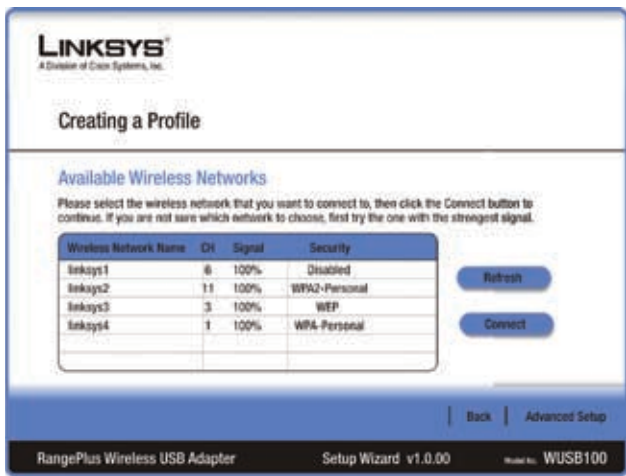 LINKSYS®
A Division of Cisco Systems, Inc.
Creating a Profile
Available Wireless Networks
Please select the wireless network that you want to connect to, then click the Connect button to
continue. If you are not sure which network to choose, first try the one with the strongest signal.
Wireless Network Name CH Signal Security
linksys1 6 100% Disabled
linksys2 11 100% WPA2-Personal
linksys3 3 100% WEP
linksys4 1 100% WPA-Personal
Refresh
Connect
Back Advanced Setup
RangePlus Wireless USB Adapter Setup Wizard v1.0.00 Model No. WUSB100